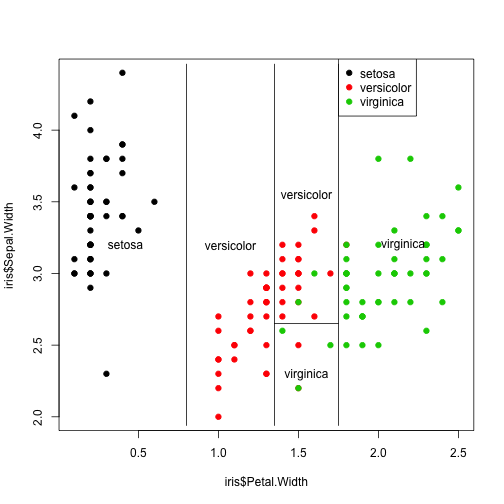 setosa
versicolor
virginica
versicolor
setosa
versicolor
virginica
virginica
4.0
3.5
3.0
2.5
2.0
iris$Sepal.Width
0.5
1.0
1.5
2.0
2.5
iris$Petal.Width